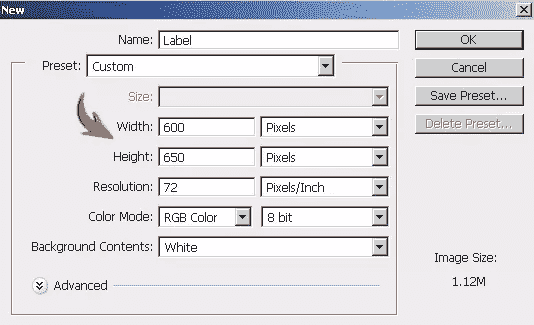 New
Name: Label OK
Preset: Custom Cancel
Size: Save Preset...
Width: 600 Pixels Delete Preset...
Height: 650 Pixels
Resolution: 72 Pixels/Inch
Color Mode: RGB Color 8 bit
Background Contents: White
Image Size:
1.12M
Advanced